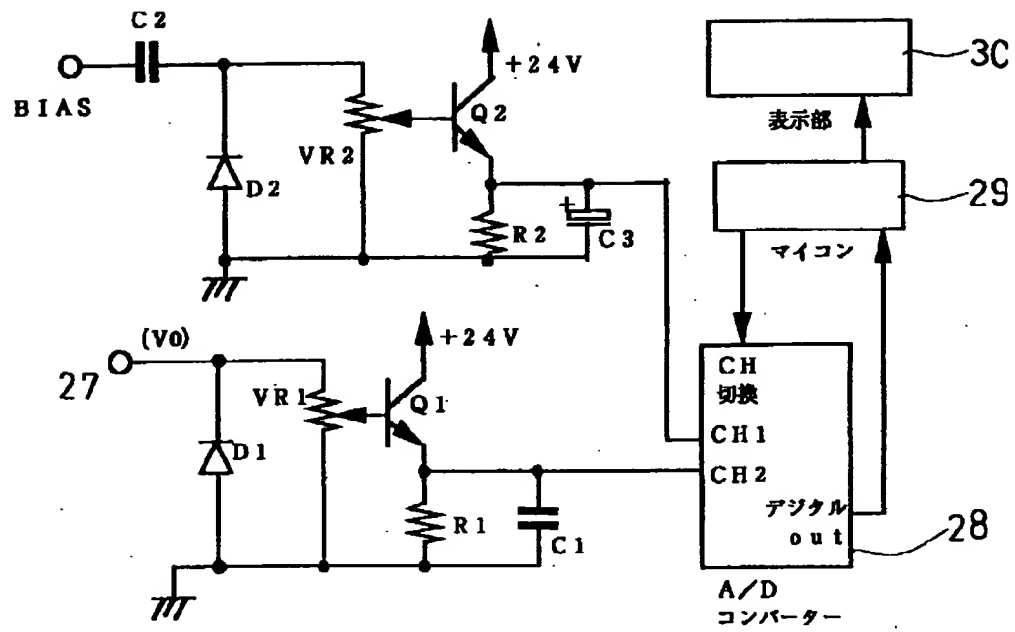 C2
BIAS
D2
VR2
Q2
+24V
R2
+
C3
30
表示部
29
マイコン
(V0)
27
D1
VR1
Q1
+24V
R1
C1
CH
切換
CH1
CH2
デジタル
out
28
A/D
コンバーター